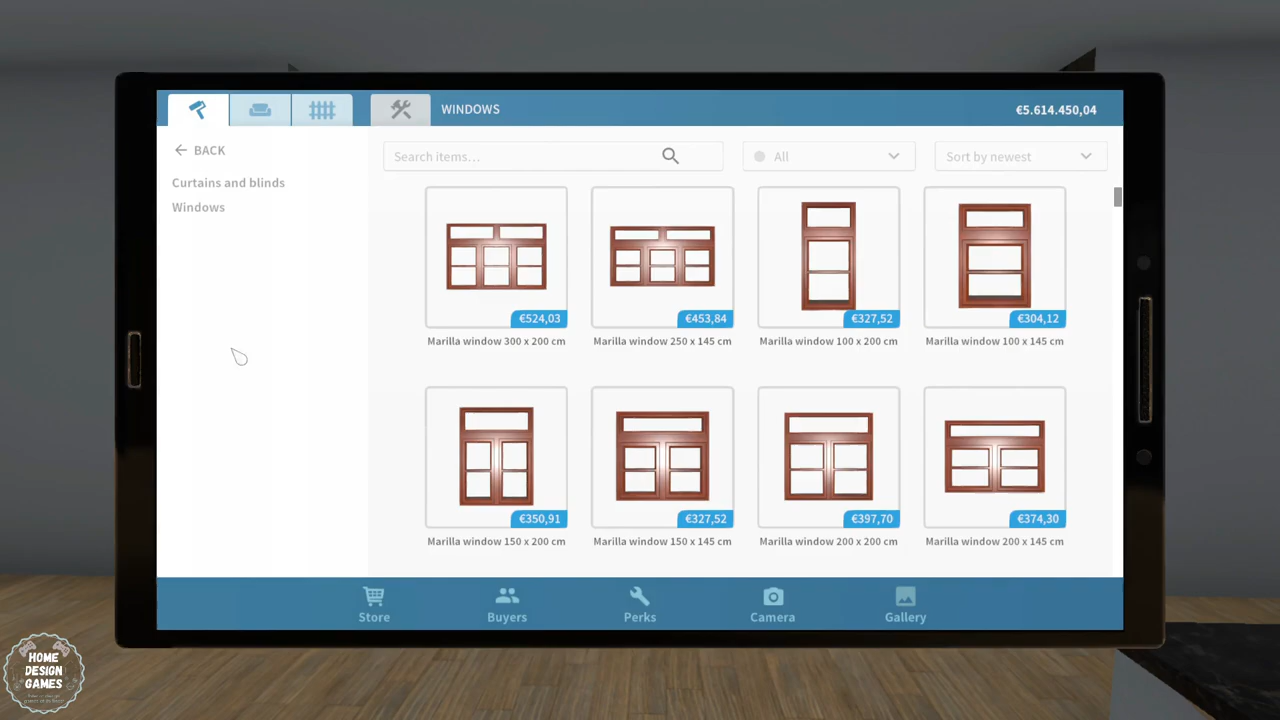 WINDOWS
€5.614.450,04
BACK
Search items...
All
Sort by newest
Curtains and blinds
Windows
€524,03
€453,84
€327,52
€304,12
Marilla window 300 x 200 cm
Marilla window 250 x 145 cm
Marilla window 100 x 200 cm
Marilla window 100 x 145 cm
€350,91
€327,52
€397,70
€374,30
Marilla window 150 x 200 cm
Marilla window 150 x 145 cm
Marilla window 200 x 200 cm
Marilla window 200 x 145 cm
Store
Buyers
Perks
Camera
Gallery
HOME
DESIGN
GAMES